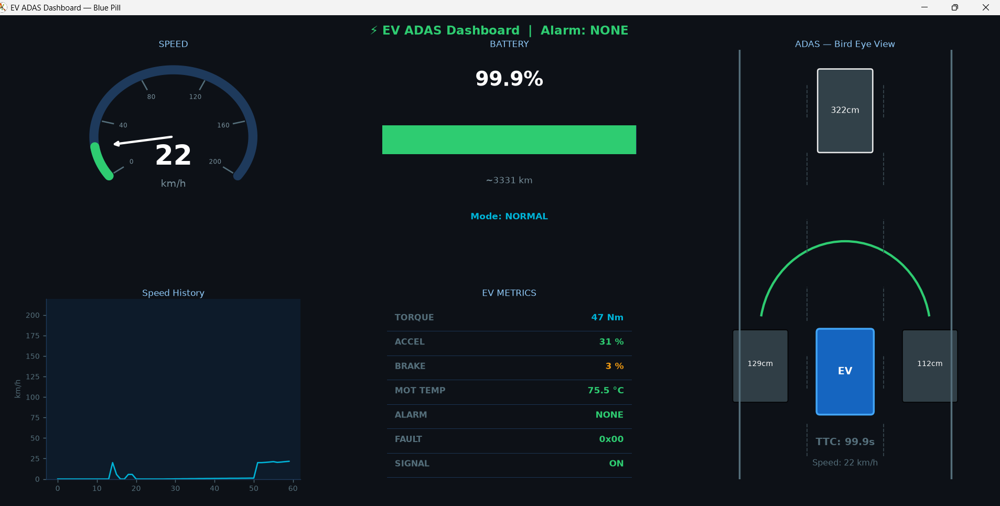 EV ADAS Dashboard — Blue Pill
⚡ EV ADAS Dashboard | Alarm: NONE
SPEED
0
40
80
120
160
200
22
km/h
BATTERY
99.9%
~3331 km
Mode: NORMAL
ADAS — Bird Eye View
322cm
129cm
EV
112cm
TTC: 99.9s
Speed: 22 km/h
Speed History
km/h
200
175
150
125
100
75
50
25
0
0 10 20 30 40 50 60
EV METRICS
TORQUE 47 Nm
ACCEL 31 %
BRAKE 3 %
MOT TEMP 75.5 °C
ALARM NONE
FAULT 0x00
SIGNAL ON